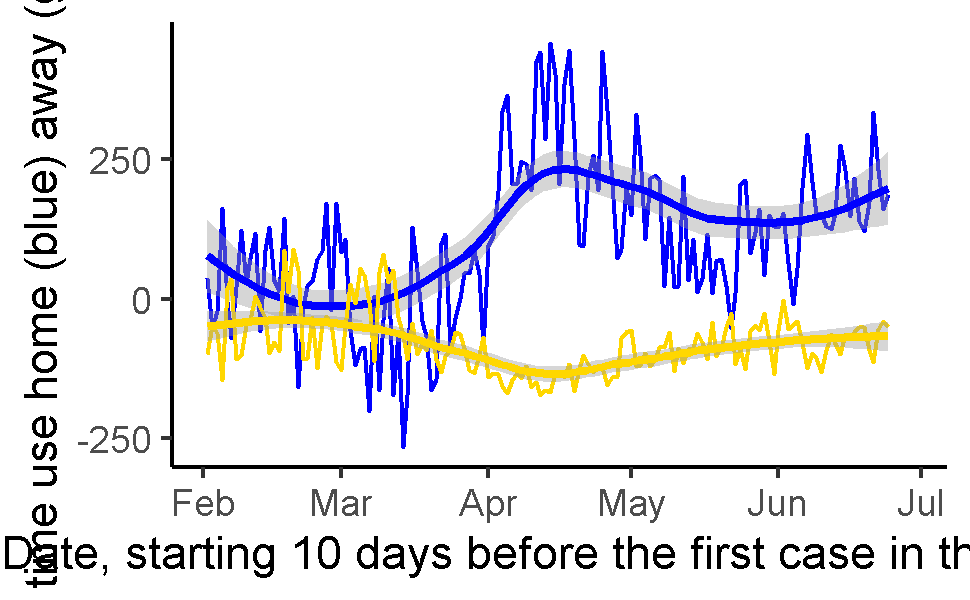 time use home (blue) away (
250
0
-250
Feb Mar Apr May Jun Jul
Date, starting 10 days before the first case in th